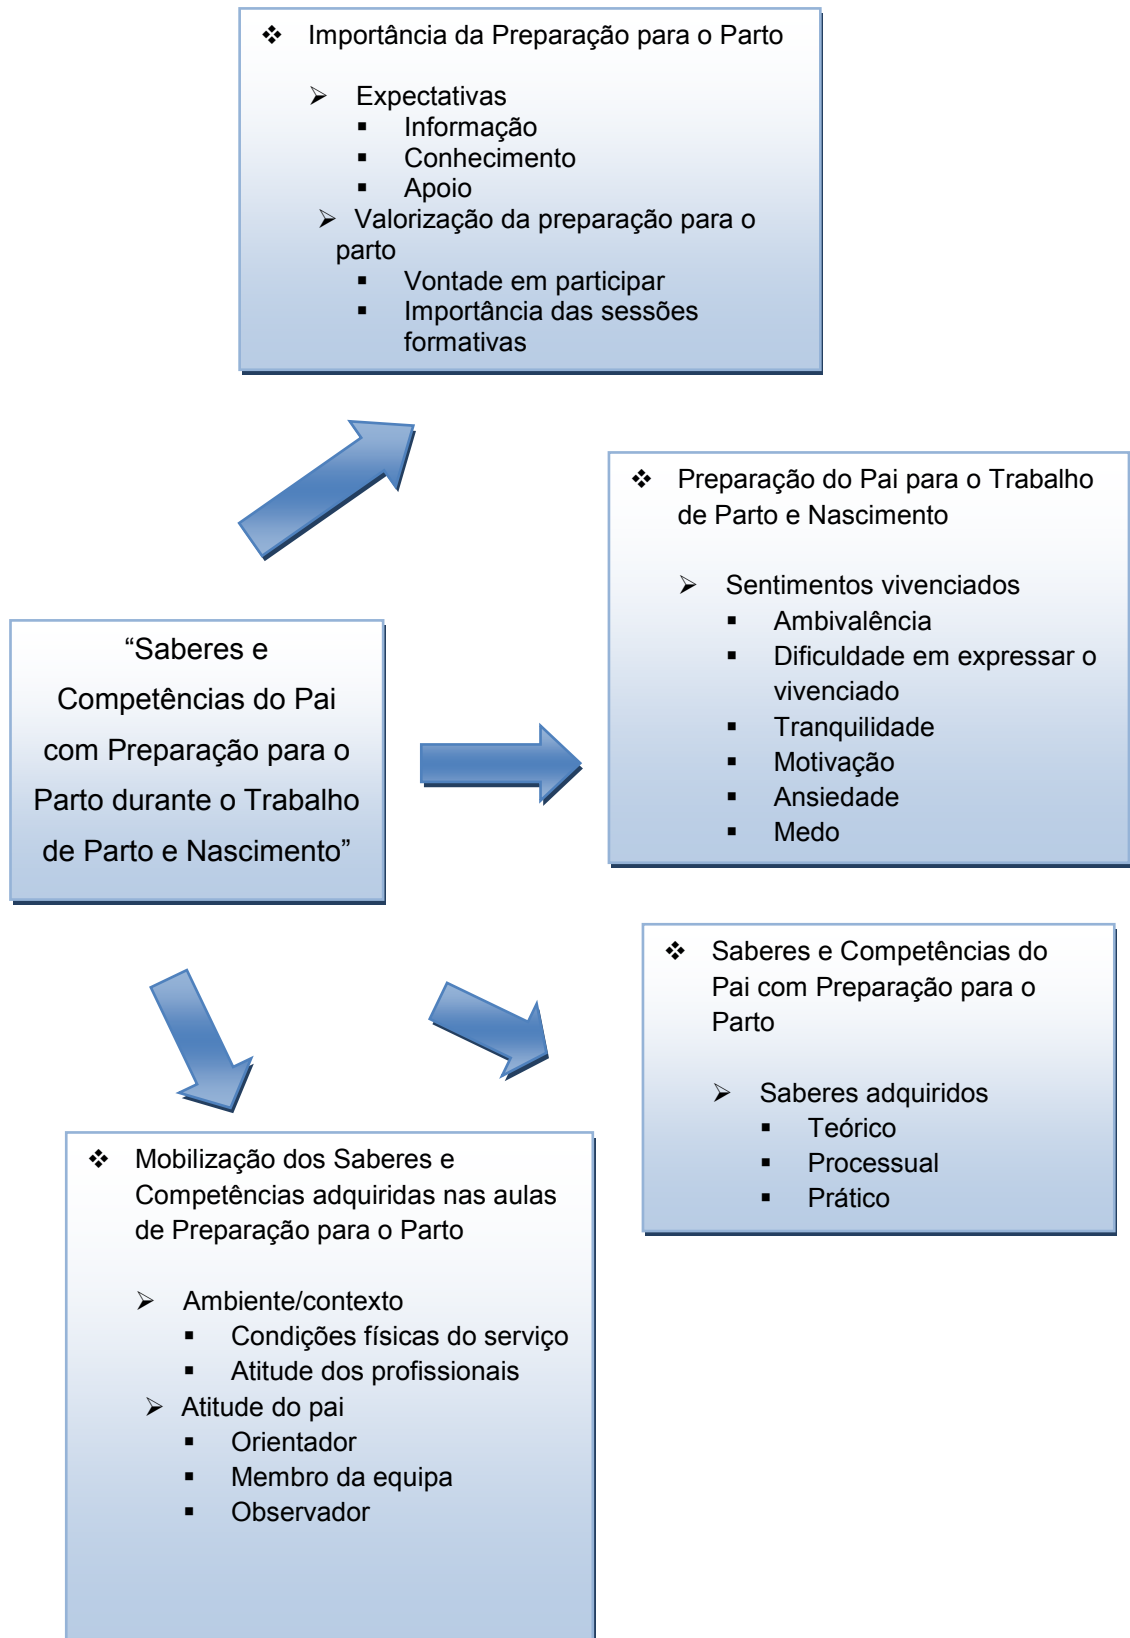 ❖ Importância da Preparação para o Parto
➢ Expectativas
▪ Informação
▪ Conhecimento
▪ Apoio
➢ Valorização da preparação para o
parto
▪ Vontade em participar
▪ Importância das sessões
formativas
❖ Preparação do Pai para o Trabalho
de Parto e Nascimento
➢ Sentimentos vivenciados
▪ Ambivalência
▪ Dificuldade em expressar o
vivenciado
▪ Tranquilidade
▪ Motivação
▪ Ansiedade
▪ Medo
“Saberes e
Competências do Pai
com Preparação para o
Parto durante o Trabalho
de Parto e Nascimento”
❖ Saberes e Competências do
Pai com Preparação para o
Parto
➢ Saberes adquiridos
▪ Teórico
▪ Processual
▪ Prático
❖ Mobilização dos Saberes e
Competências adquiridas nas aulas
de Preparação para o Parto
➢ Ambiente/contexto
▪ Condições físicas do serviço
▪ Atitude dos profissionais
➢ Atitude do pai
▪ Orientador
▪ Membro da equipa
▪ Observador